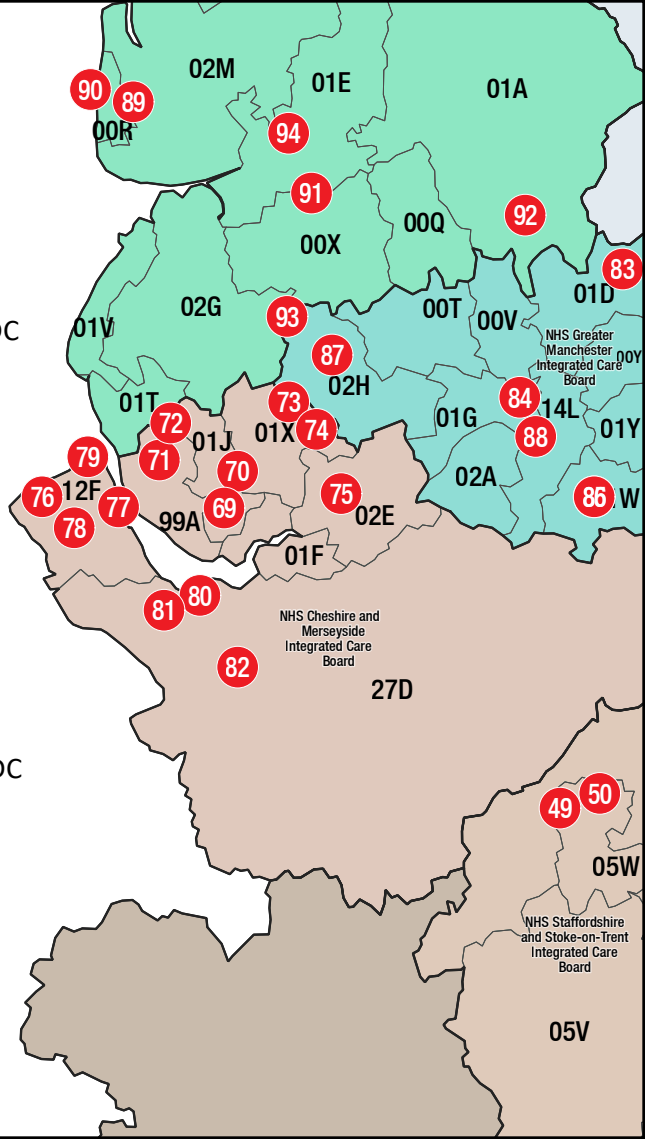 02M
01E
01A
90
89
00R
94
91
92
00Q
00X
83
01D
02G
00T
00V
93
01V
DC
NHS Greater
Manchester
Integrated Care
Board
00Y
87
02H
84
14L
01T
73
01G
72
01J
01X
74
88
01Y
79
71
70
02A
76
12F
77
75
86
W
78
99A
69
02E
01F
80
81
NHS Cheshire and
Merseyside
Integrated Care
Board
82
27D
DC
49
50
05W
NHS Staffordshire
and Stoke-on-Trent
Integrated Care
Board
05V